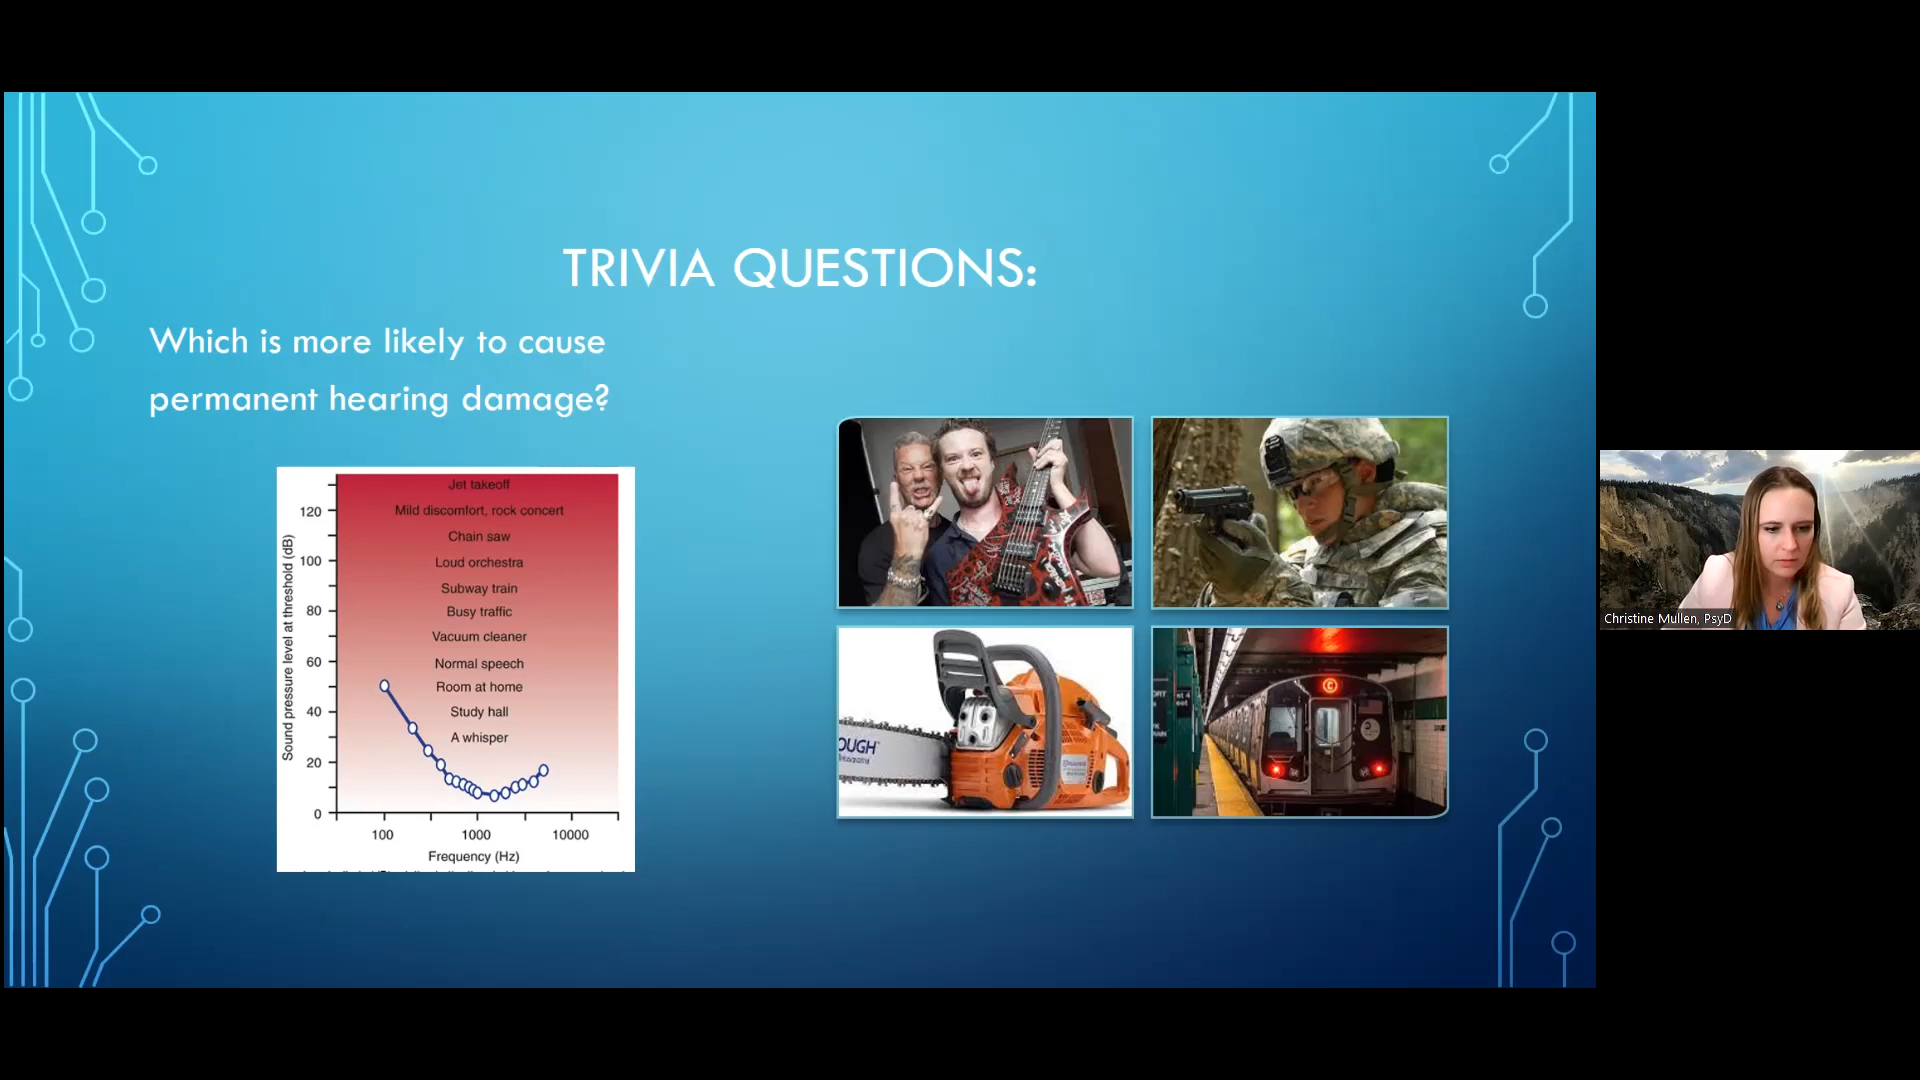 TRIVIA QUESTIONS:
Which is more likely to cause
permanent hearing damage?
Sound pressure level at threshold (dB)
120
100
80
60
40
20
0
Jet takeoff
Mild discomfort, rock concert
Chain saw
Loud orchestra
Subway train
Busy traffic
Vacuum cleaner
Normal speech
Room at home
Study hall
A whisper
100 1000 10000
Frequency (Hz)
OUGH
C
Christine Mullen, PsyD